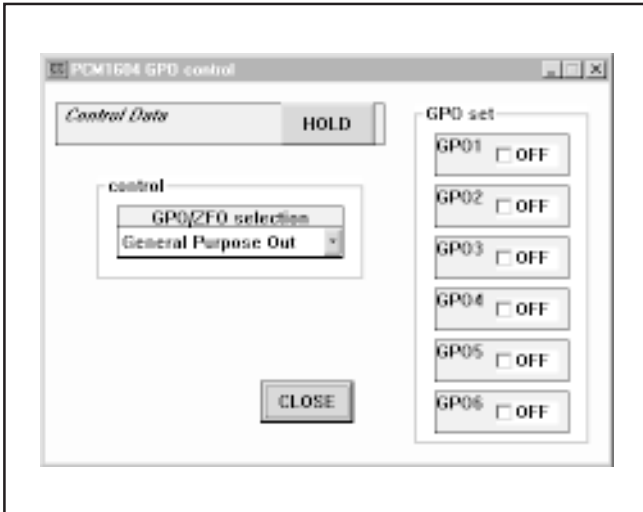 PCM1604 GPO control
Control Data
HOLD
control
GPO/ZFO selection
General Purpose Out
CLOSE
GPO set
GPO1 OFF
GPO2 OFF
GPO3 OFF
GPO4 OFF
GPO5 OFF
GPO6 OFF